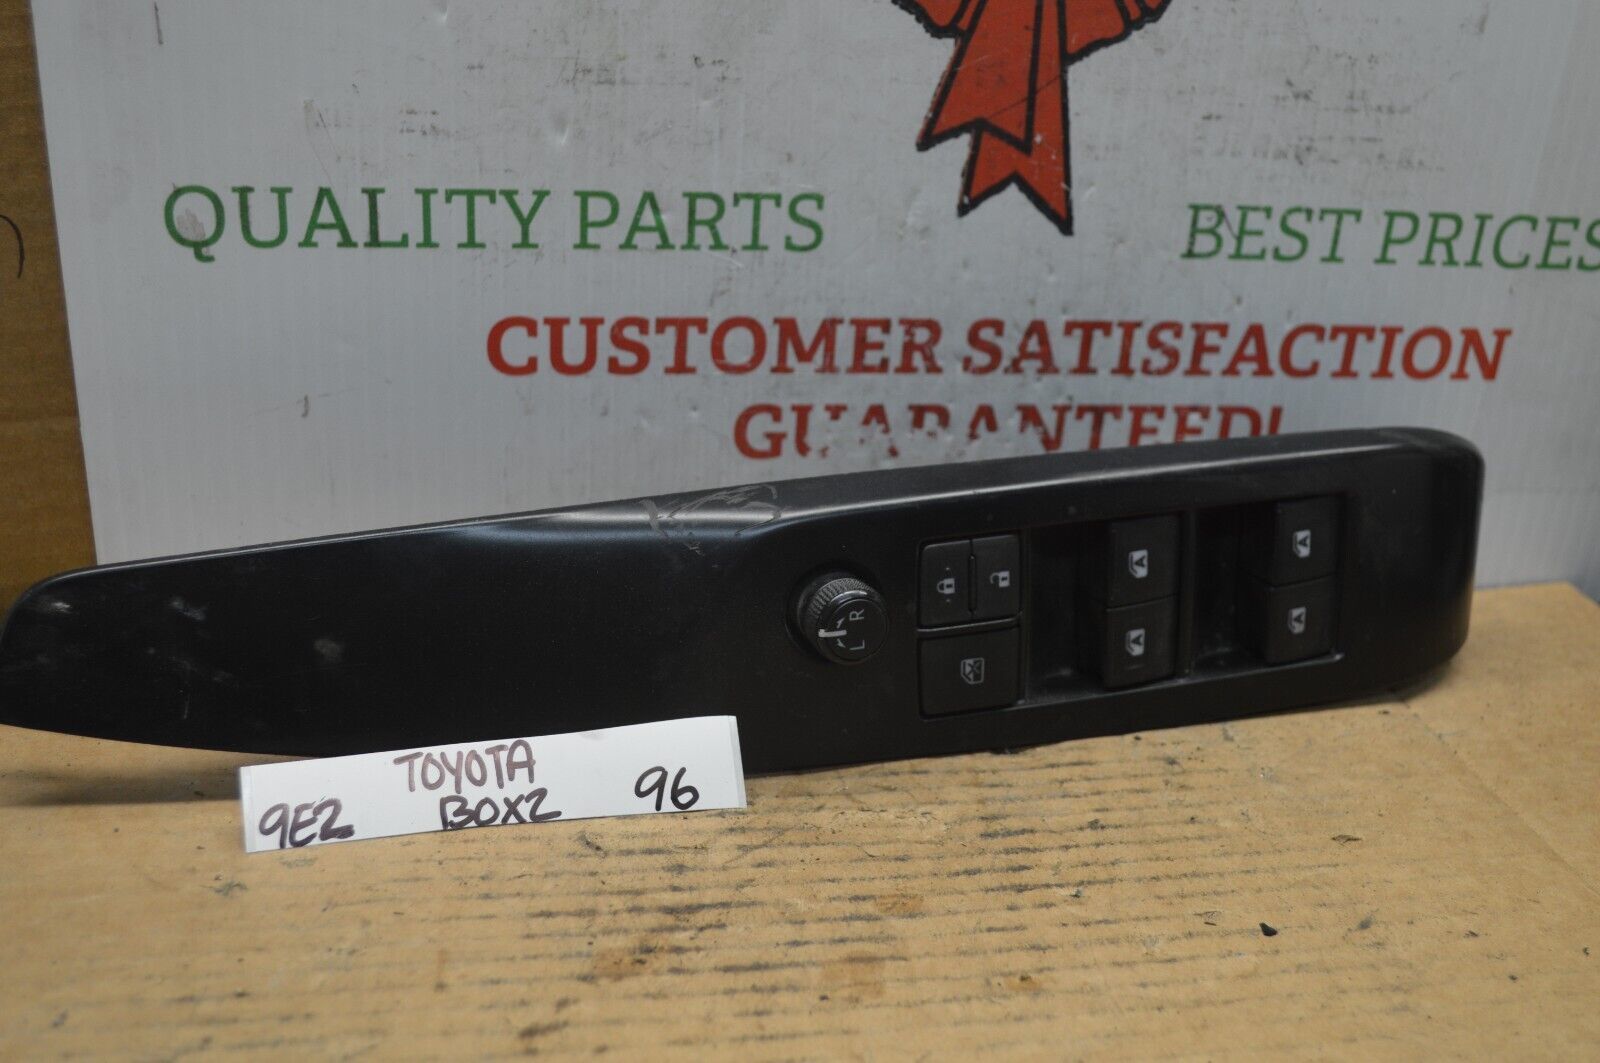 QUALITY PARTS
BEST PRICES
CUSTOMER SATISFACTION
GUARANTEED!
L R
A
A
A
A
TOYOTA
9E2 BOX2 96